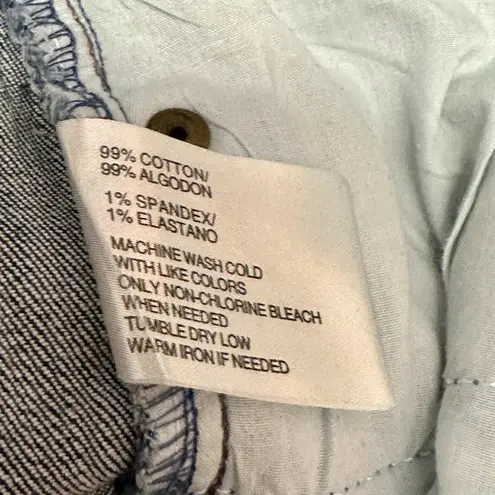 99% COTTON/
99% ALGODON
1% SPANDEX/
1% ELASTANO
MACHINE WASH COLD
WITH LIKE COLORS
ONLY NON-CHLORINE BLEACH
WHEN NEEDED
TUMBLE DRY LOW
WARM IRON IF NEEDED